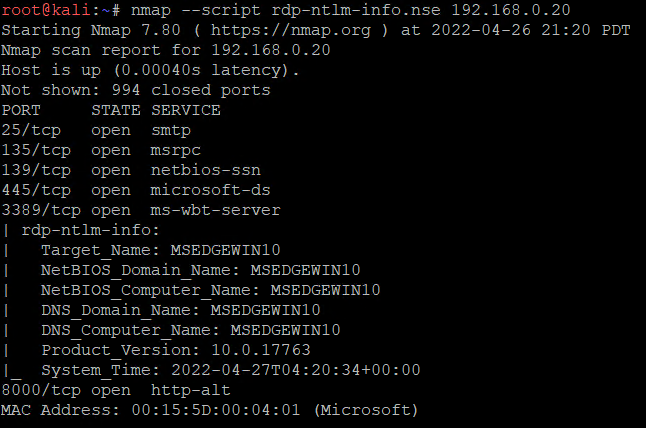 root@kali:~# nmap --script rdp-ntlm-info.nse 192.168.0.20
Starting Nmap 7.80 ( https://nmap.org ) at 2022-04-26 21:20 PDT
Nmap scan report for 192.168.0.20
Host is up (0.00040s latency).
Not shown: 994 closed ports
PORT     STATE SERVICE
25/tcp   open  smtp
135/tcp  open  msrpc
139/tcp  open  netbios-ssn
445/tcp  open  microsoft-ds
3389/tcp open  ms-wbt-server
| rdp-ntlm-info:
|   Target_Name: MSEDGEWIN10
|   NetBIOS_Domain_Name: MSEDGEWIN10
|   NetBIOS_Computer_Name: MSEDGEWIN10
|   DNS_Domain_Name: MSEDGEWIN10
|   DNS_Computer_Name: MSEDGEWIN10
|   Product_Version: 10.0.17763
|_  System_Time: 2022-04-27T04:20:34+00:00
8000/tcp open  http-alt
MAC Address: 00:15:5D:00:04:01 (Microsoft)